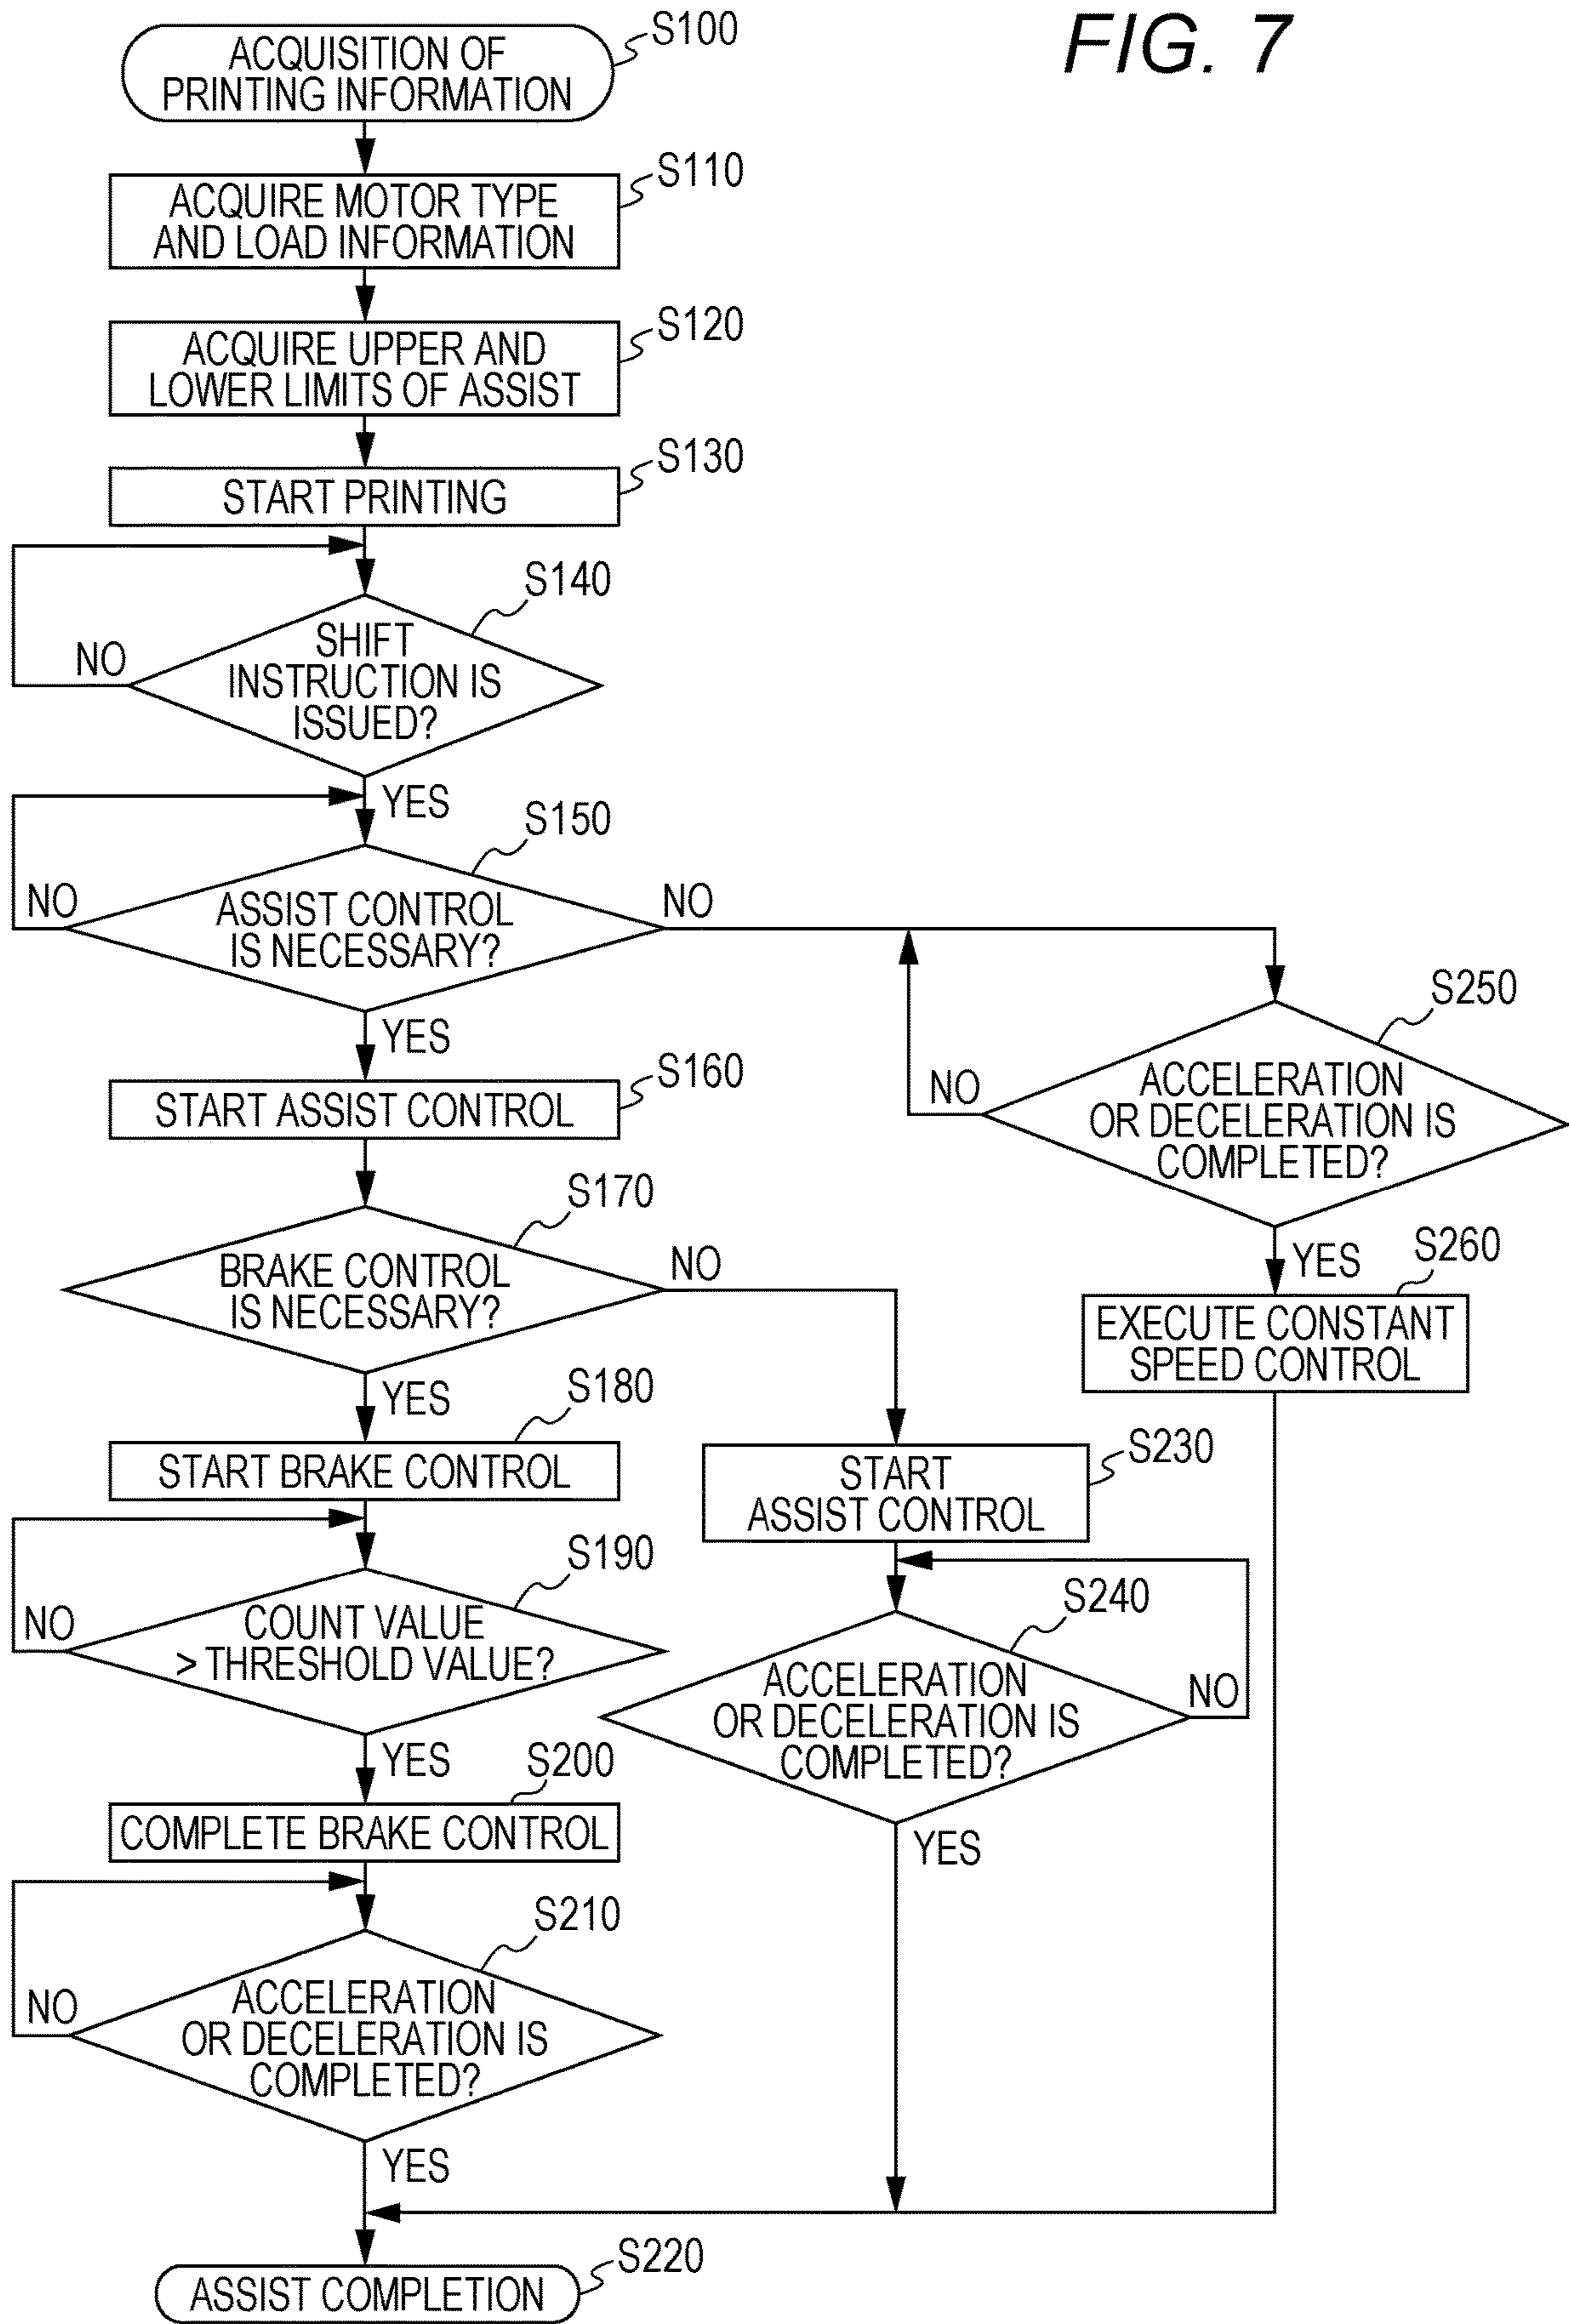 FIG. 7
S100
ACQUISITION OF
PRINTING INFORMATION
S110
ACQUIRE MOTOR TYPE
AND LOAD INFORMATION
S120
ACQUIRE UPPER AND
LOWER LIMITS OF ASSIST
S130
START PRINTING
S140
SHIFT
INSTRUCTION IS
ISSUED?
NO
YES
S150
ASSIST CONTROL
IS NECESSARY?
NO
NO
YES
S160
START ASSIST CONTROL
S170
BRAKE CONTROL
IS NECESSARY?
NO
YES
S180
START BRAKE CONTROL
S190
COUNT VALUE
> THRESHOLD VALUE?
NO
YES
S200
COMPLETE BRAKE CONTROL
S210
ACCELERATION
OR DECELERATION IS
COMPLETED?
NO
YES
S220
ASSIST COMPLETION
S230
START
ASSIST CONTROL
S240
ACCELERATION
OR DECELERATION IS
COMPLETED?
NO
YES
S250
ACCELERATION
OR DECELERATION IS
COMPLETED?
NO
YES
S260
EXECUTE CONSTANT
SPEED CONTROL